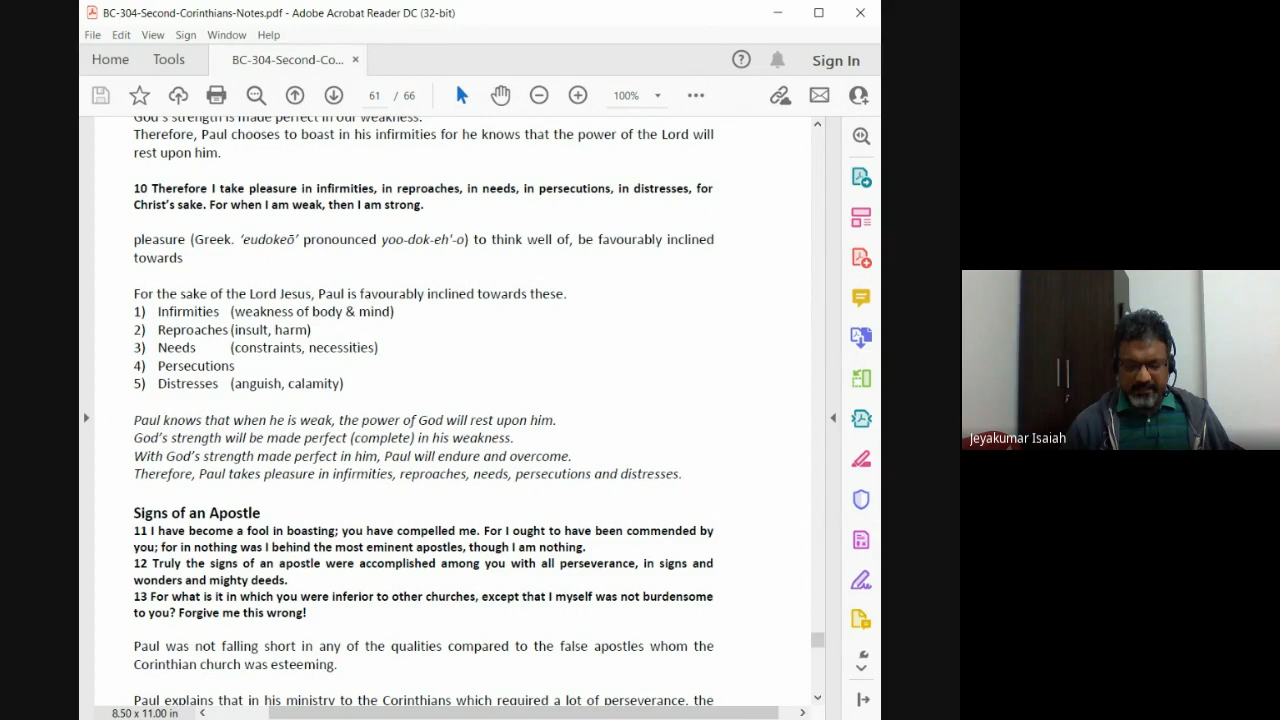 BC-304-Second-Corinthians-Notes.pdf - Adobe Acrobat Reader DC (32-bit)
File Edit View Sign Window Help
Home Tools BC-304-Second-Co... × Sign In
61 / 66 100%
God's strength is made perfect in our weakness.
Therefore, Paul chooses to boast in his infirmities for he knows that the power of the Lord will
rest upon him.
10 Therefore I take pleasure in infirmities, in reproaches, in needs, in persecutions, in distresses, for
Christ's sake. For when I am weak, then I am strong.
pleasure (Greek. ‘eudokeō’ pronounced yoo-dok-eh'-o) to think well of, be favourably inclined
towards
For the sake of the Lord Jesus, Paul is favourably inclined towards these.
1) Infirmities (weakness of body & mind)
2) Reproaches (insult, harm)
3) Needs (constraints, necessities)
4) Persecutions
5) Distresses (anguish, calamity)
Paul knows that when he is weak, the power of God will rest upon him.
God's strength will be made perfect (complete) in his weakness.
With God's strength made perfect in him, Paul will endure and overcome.
Therefore, Paul takes pleasure in infirmities, reproaches, needs, persecutions and distresses.
Signs of an Apostle
11 I have become a fool in boasting; you have compelled me. For I ought to have been commended by
you; for in nothing was I behind the most eminent apostles, though I am nothing.
12 Truly the signs of an apostle were accomplished among you with all perseverance, in signs and
wonders and mighty deeds.
13 For what is it in which you were inferior to other churches, except that I myself was not burdensome
to you? Forgive me this wrong!
Paul was not falling short in any of the qualities compared to the false apostles whom the
Corinthian church was esteeming.
Paul explains that in his ministry to the Corinthians which required a lot of perseverance, the
8.50 x 11.00 in
Jeyakumar Isaiah